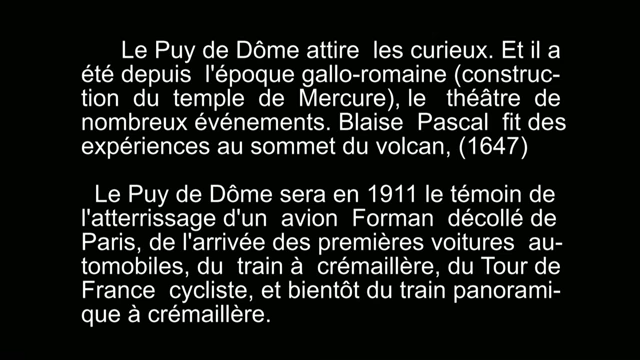 Le Puy de Dôme attire les curieux. Et il a
été depuis l'époque gallo-romaine (construc-
tion du temple de Mercure), le théâtre de
nombreux événements. Blaise Pascal fit des
expériences au sommet du volcan, (1647)
Le Puy de Dôme sera en 1911 le témoin de
l'atterrissage d'un avion Forman décollé de
Paris, de l'arrivée des premières voitures au-
tomobiles, du train à crémaillère, du Tour de
France cycliste, et bientôt du train panorami-
que à crémaillère.